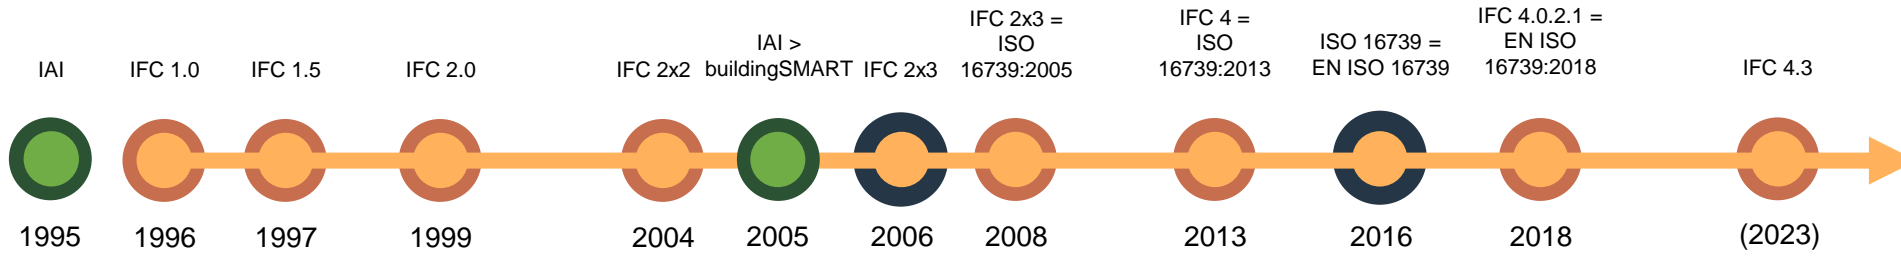 IAI
IFC 1.0
IFC 1.5
IFC 2.0
IFC 2x2
IAI >
buildingSMART
IFC 2x3
IFC 2x3 =
ISO
16739:2005
IFC 4 =
ISO
16739:2013
ISO 16739 =
EN ISO 16739
IFC 4.0.2.1 =
EN ISO
16739:2018
IFC 4.3
1995
1996
1997
1999
2004
2005
2006
2008
2013
2016
2018
(2023)